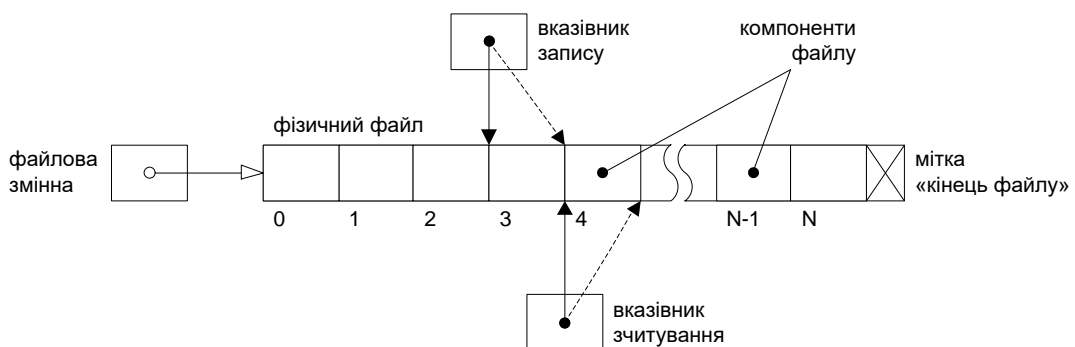 вказівник
запису
компоненти
файлу
фізичний файл
файлова
змінна
мітка
«кінець файлу»
0 1 2 3 4 N-1 N
вказівник
зчитування